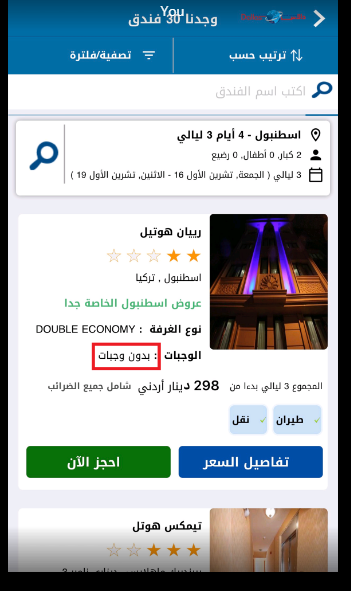 You
وجدنا 30 فندق
ترتيب حسب
تصفية/فلترة
اكتب اسم الفندق
اسطنبول - 4 أيام 3 ليالي
2 كبار, 0 أطفال, 0 رضيع
3 ليالي ( الجمعة, تشرين الأول 16 - الاثنين, تشرين الأول 19 )
رييان هوتيل
اسطنبول , تركيا
عروض اسطنبول الخاصة جدا
نوع الغرفة : DOUBLE ECONOMY
الوجبات : بدون وجبات
المجموع 3 ليالي بدءا من 298 دينار أردني شامل جميع الضرائب
✓ طيران
✓ نقل
تفاصيل السعر
احجز الآن
تيمكس هوتل